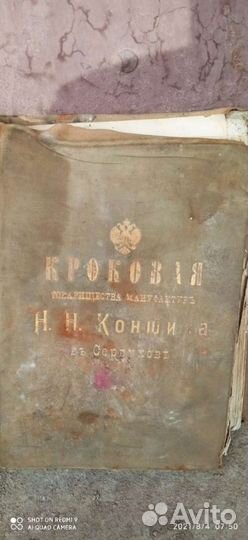 КРОКОВАЯ
ТОВАРИЩЕСТВА МАНУФАКТУРЪ
Н. Н. Коншина
въ Серпуховѣ
SHOT ON REDMI 9
AI QUAD CAMERA
Avito
2021/8/4 07:50